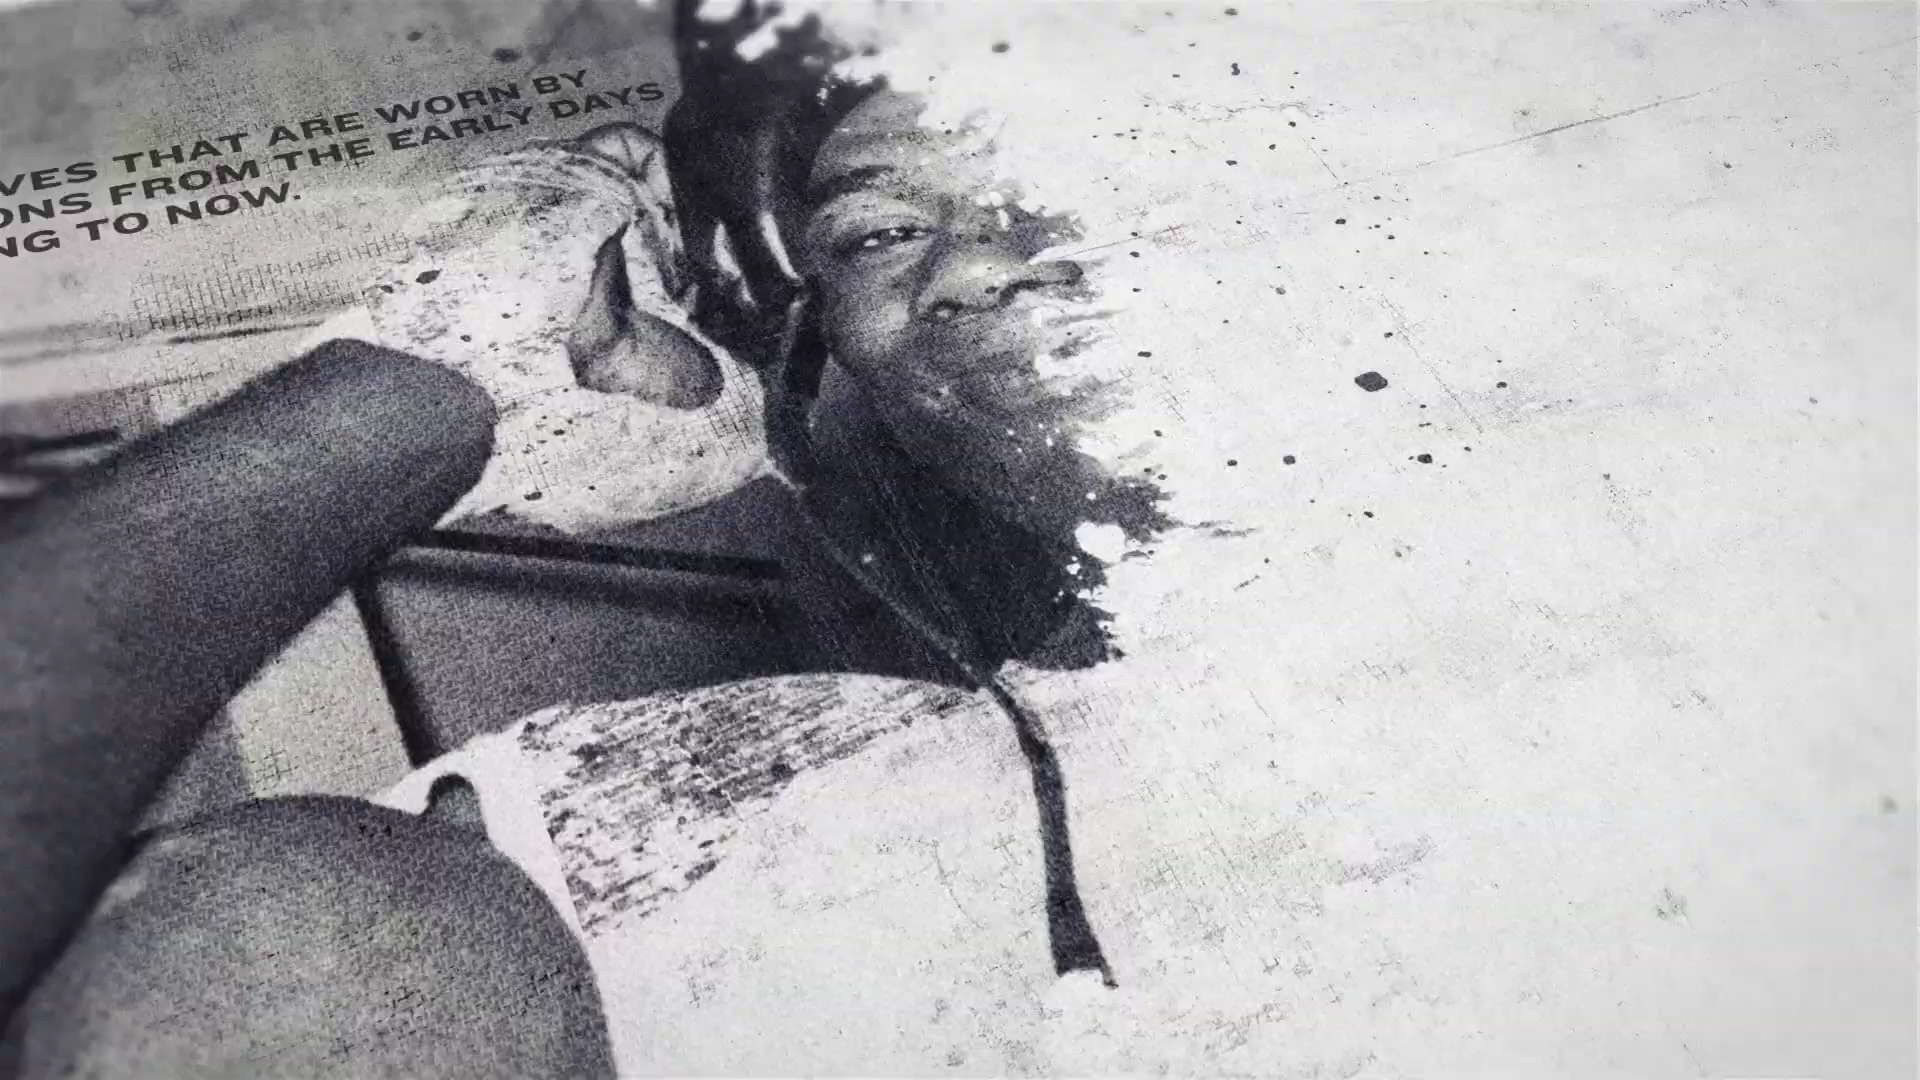 VES THAT ARE WORN BY
ONS FROM THE EARLY DAYS
NG TO NOW.